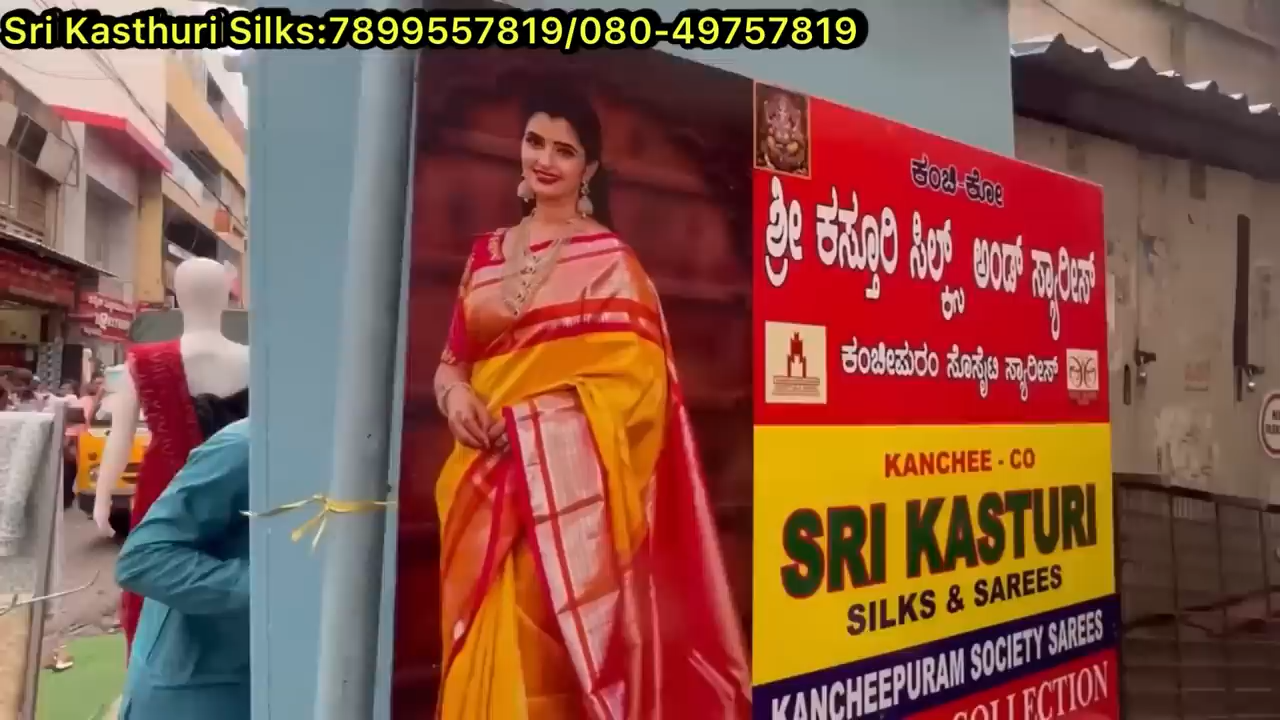 Sri Kasthuri Silks:7899557819/080-49757819
ಕಂಚಿ-ಕೋ
ಶ್ರೀ ಕಸ್ತೂರಿ ಸಿಲ್ಕ್ಸ್ ಅಂಡ್ ಸ್ಯಾರೀಸ್
ಕಂಚೀಪುರಂ ಸೊಸೈಟಿ ಸ್ಯಾರೀಸ್
KANCHEE - CO
SRI KASTURI
SILKS & SAREES
KANCHEEPURAM SOCIETY SAREES
COLLECTION